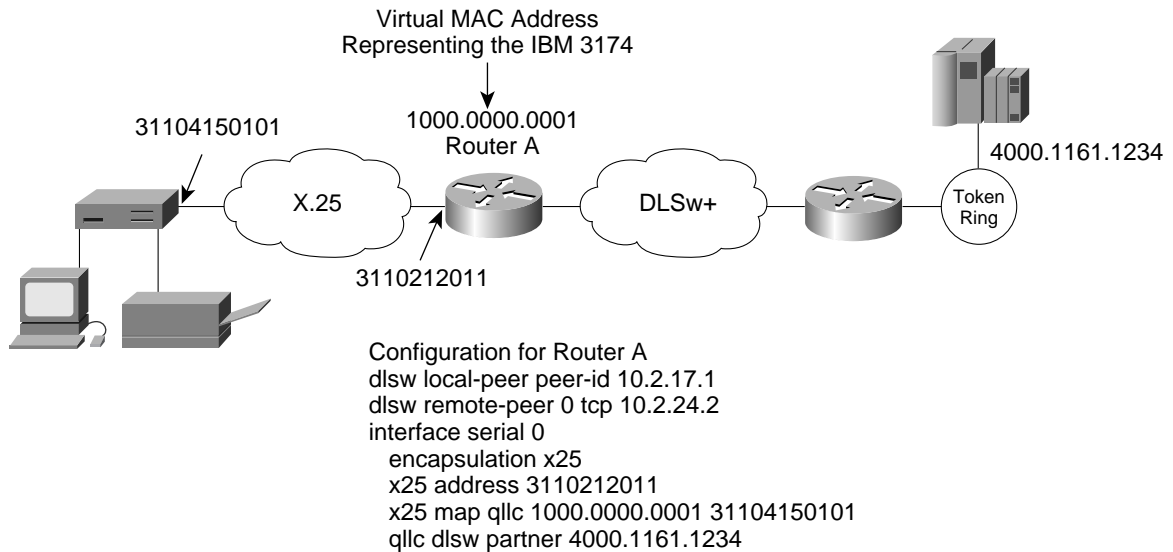 Virtual MAC Address
Representing the IBM 3174
1000.0000.0001
Router A
31104150101
4000.1161.1234
X.25
DLSw+
Token
Ring
3110212011
Configuration for Router A
dlsw local-peer peer-id 10.2.17.1
dlsw remote-peer 0 tcp 10.2.24.2
interface serial 0
encapsulation x25
x25 address 3110212011
x25 map qllc 1000.0000.0001 31104150101
qllc dlsw partner 4000.1161.1234